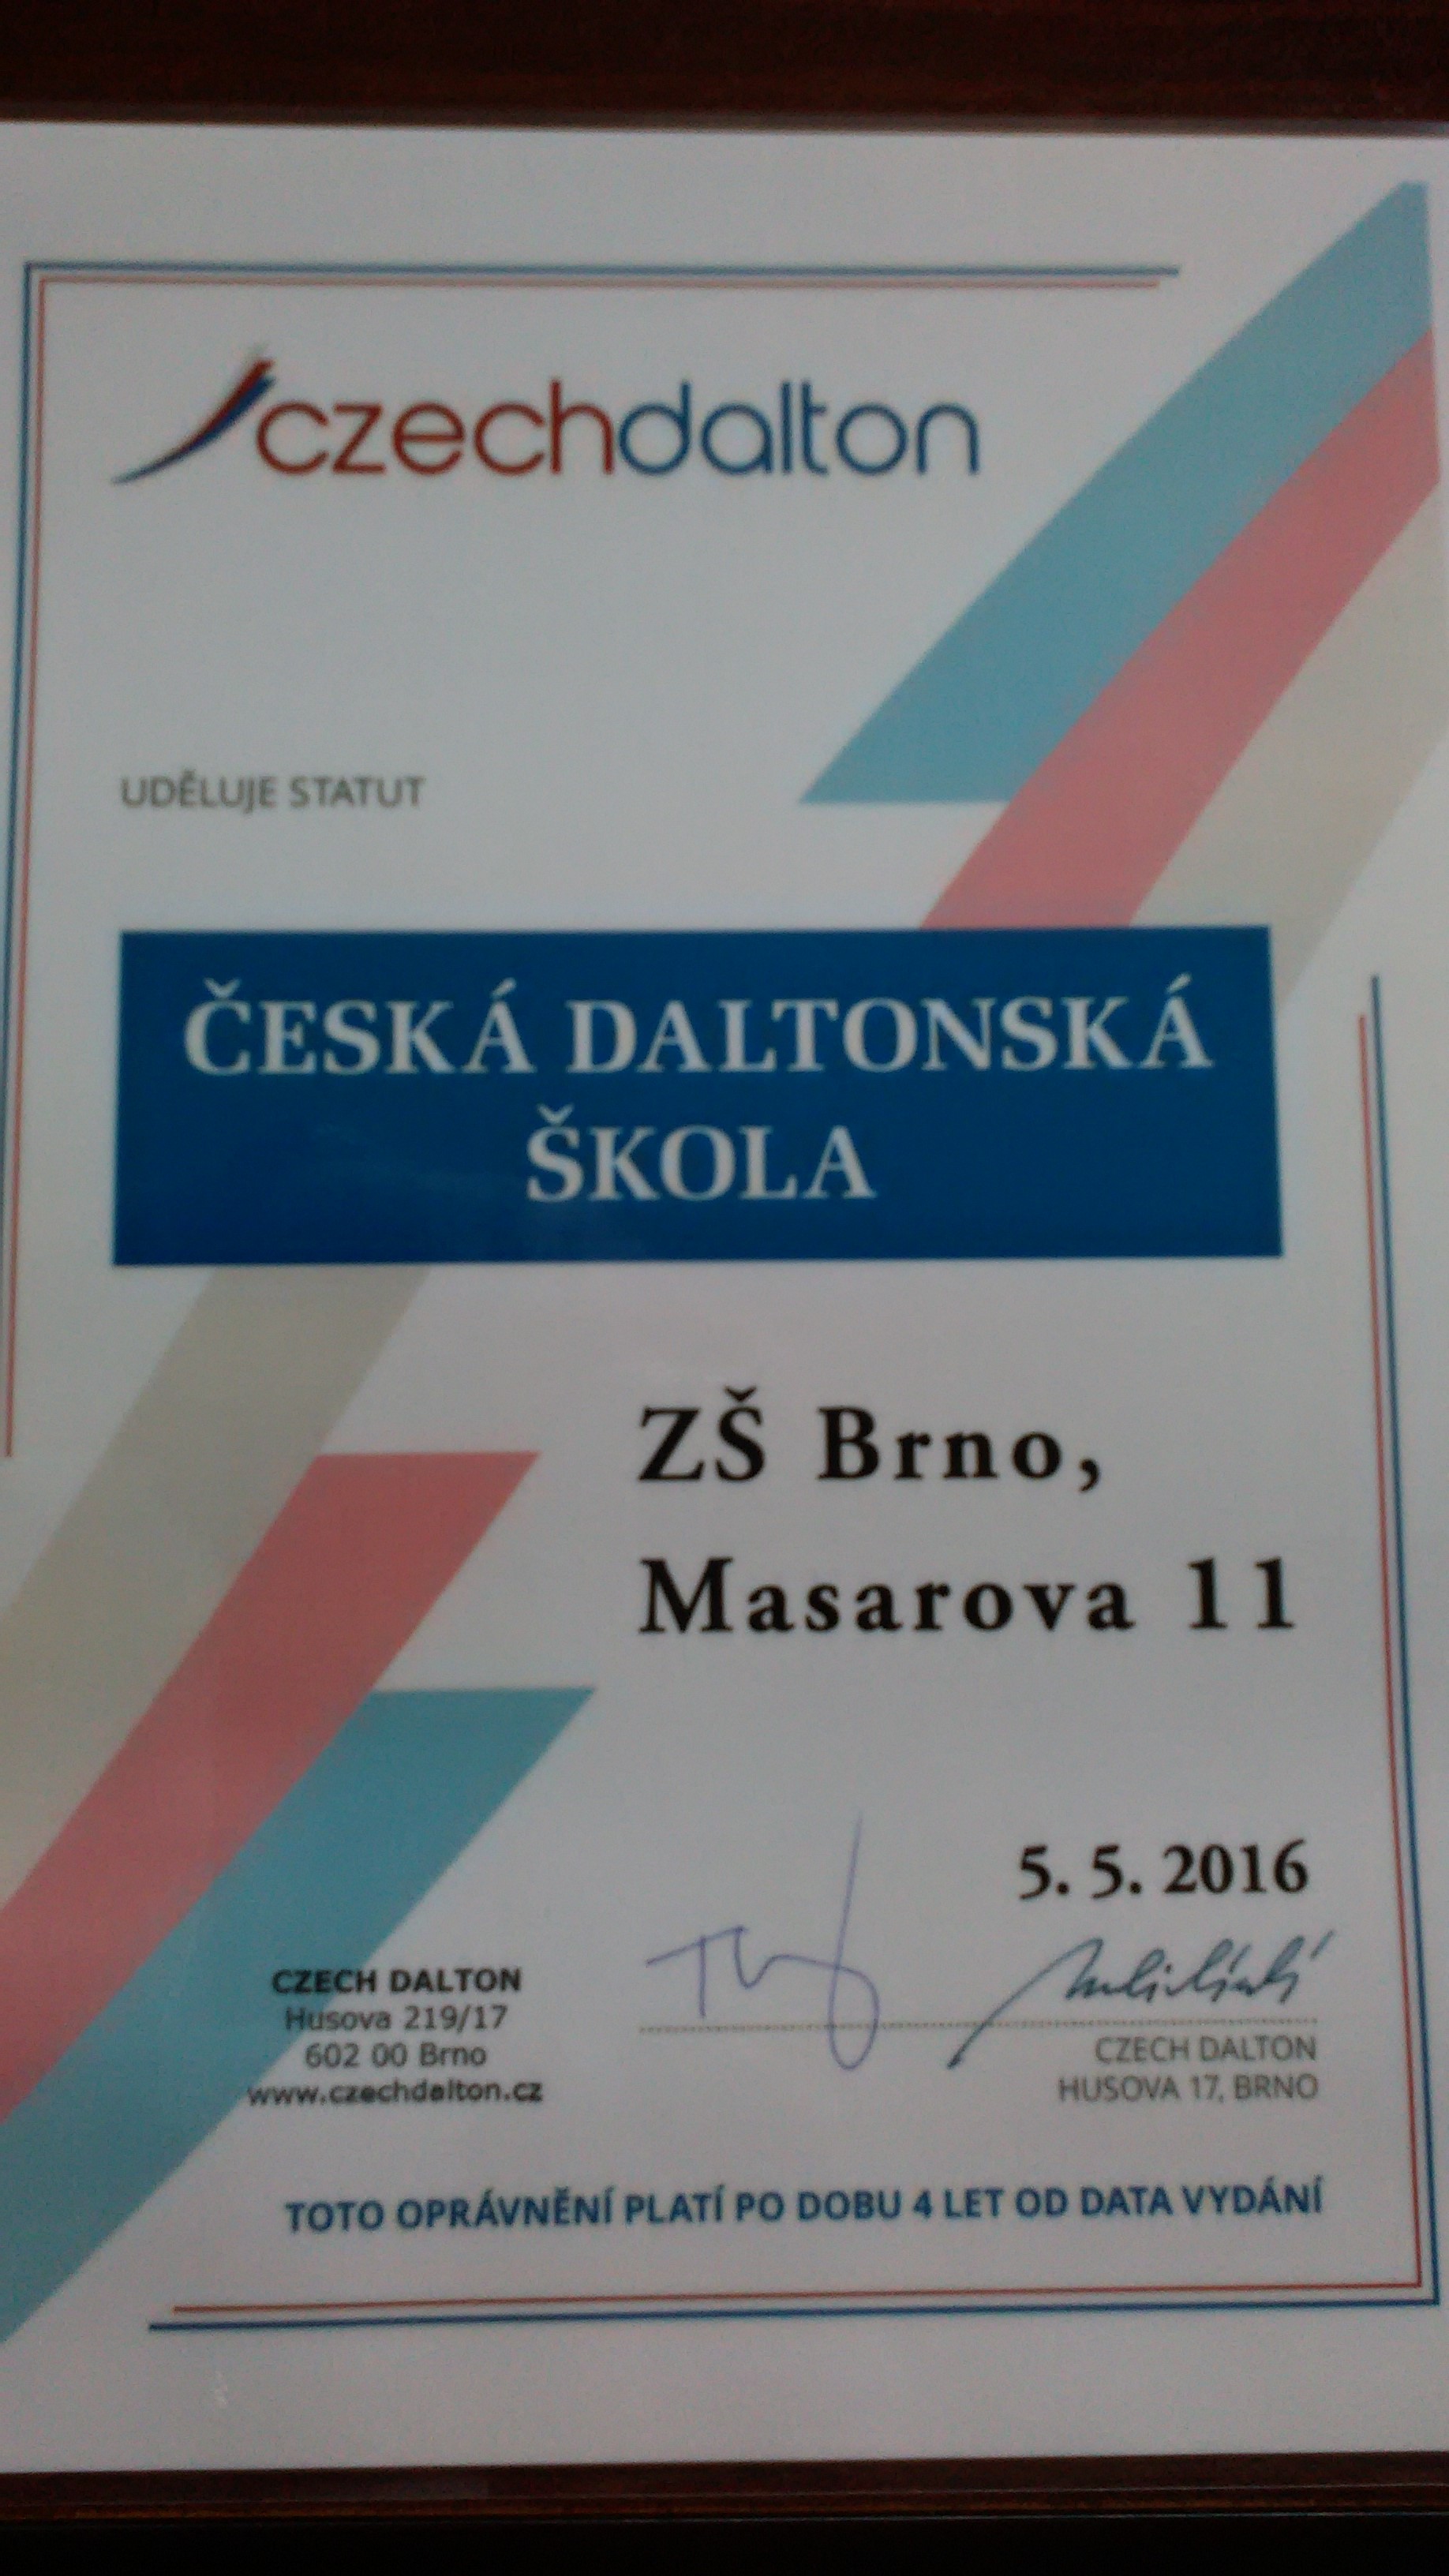 czechdalton
UDĚLUJE STATUT
ČESKÁ DALTONSKÁ
ŠKOLA
ZŠ Brno,
Masarova 11
5. 5. 2016
CZECH DALTON
Husova 219/17
602 00 Brno
www.czechdalton.cz
CZECH DALTON
HUSOVA 17, BRNO
TOTO OPRÁVNĚNÍ PLATÍ PO DOBU 4 LET OD DATA VYDÁNÍ